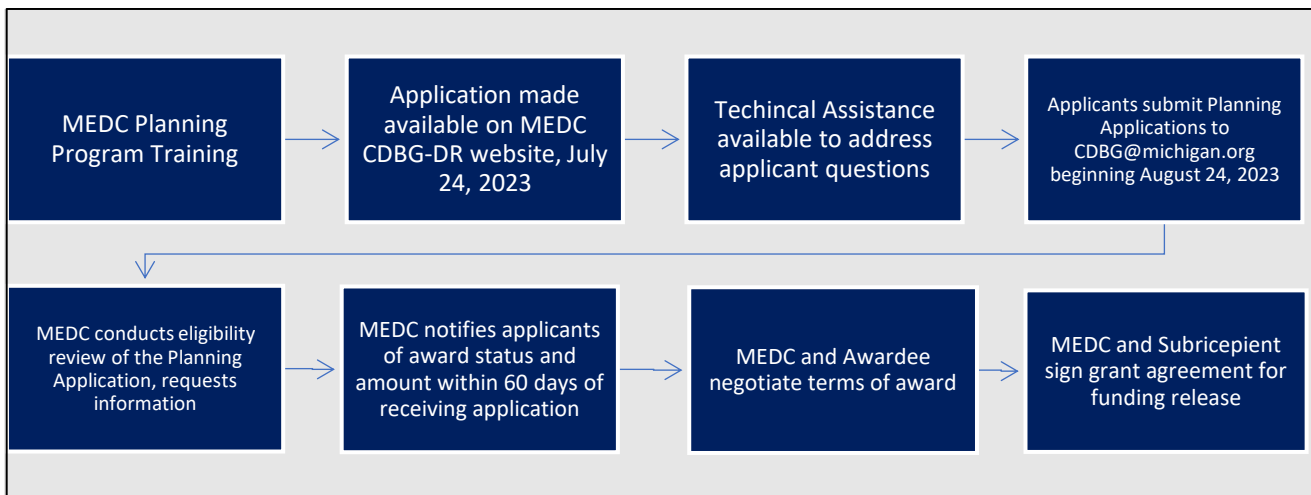 MEDC Planning
Program Training
Application made
available on MEDC
CDBG-DR website, July
24, 2023
Techincal Assistance
available to address
applicant questions
Applicants submit Planning
Applications to
CDBG@michigan.org
beginning August 24, 2023
MEDC conducts eligibility
review of the Planning
Application, requests
information
MEDC notifies applicants
of award status and
amount within 60 days of
receiving application
MEDC and Awardee
negotiate terms of award
MEDC and Subricepient
sign grant agreement for
funding release